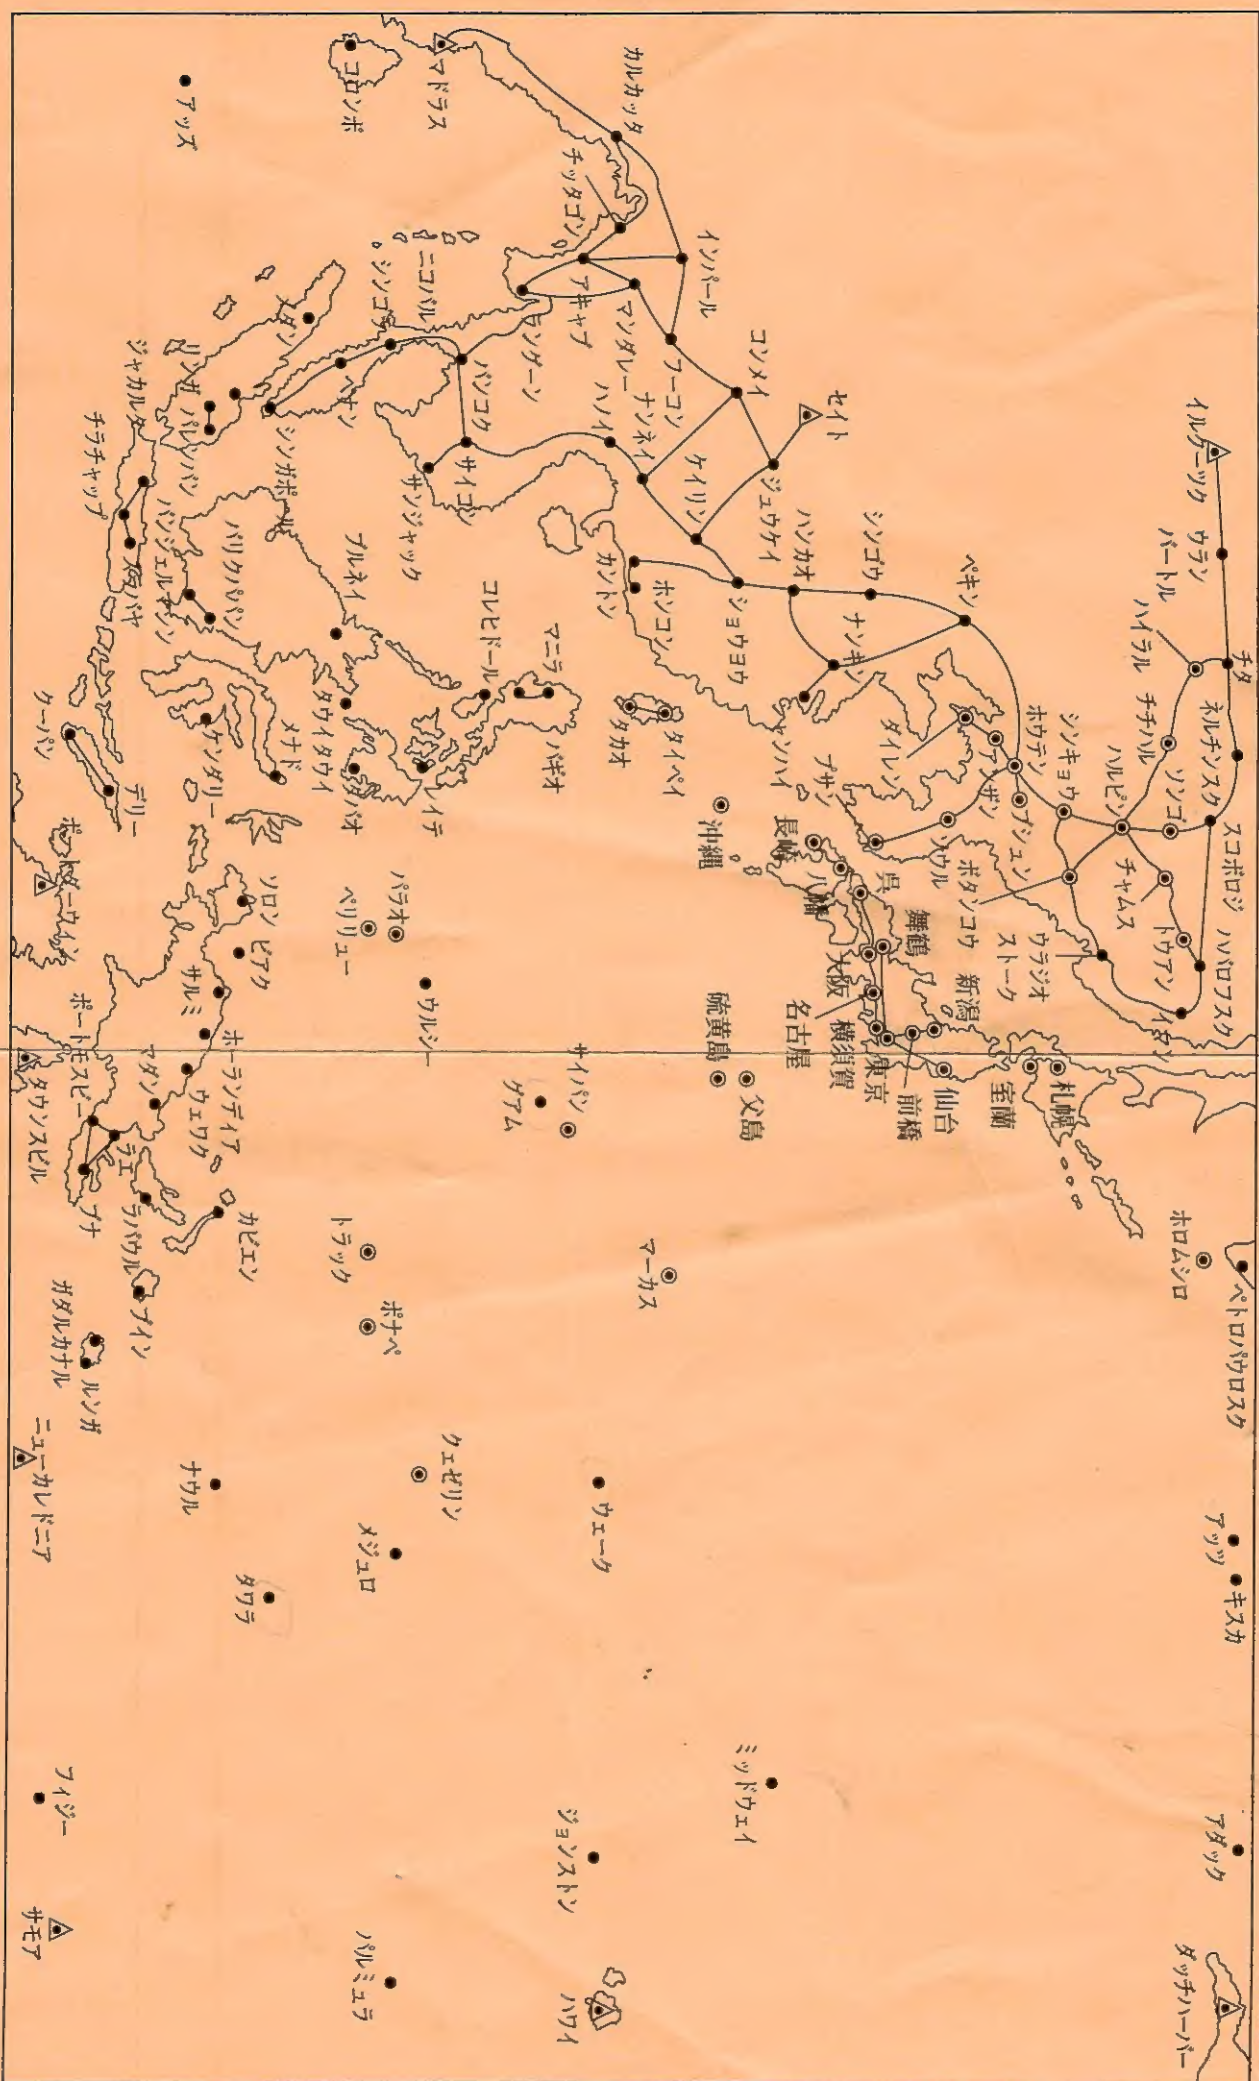 イルクーツク
ウラン
バートル
チタ
ハイラル
チチハル
ネルチンスク
ソンゴ
スコボロジ
ハルピン
チャムス
トウアン
ハバロフスク
イマン
ウラジオ
ストーク
ボタンコウ
シンキョウ
ホウテン
ブシュン
アンザン
ダイレン
ソウル
プサン
ペキン
シンゴウ
ナンキン
シャンハイ
ハンカオ
ショウヨウ
セイト
ジュウケイ
コンメイ
ケイリン
ナンネイ
ハノイ
カントン
ホンコン
フーコン
インパール
マンダレー
カルカッタ
チッタゴン
アキャブ
ラングーン
マドラス
コロンボ
アッズ
ニコバル
シンゴラ
バンコク
サイゴン
サンジャック
ペナン
メダン
シンガポール
リンガ
パレンバン
ジャカルタ
チラチャップ
バンジェルマシン
バリクパパン
ブルネイ
コレヒドール
マニラ
バギオ
タカオ
タイペイ
タウイタウイ
ダバオ
レイテ
メナド
ケンダリー
クーパン
デリー
ポートダーウィン
ソロン
ビアク
サルミ
ホーランディア
ウェワク
マダン
ポートモスビー
タウンスビル
ラエ
ブナ
ラバウル
カビエン
ブイン
ガダルカナル
ルンガ
ニューカレドニア
パラオ
ペリリュー
ウルシー
サイパン
グアム
トラック
ポナペ
マーカス
クェゼリン
メジュロ
ナウル
タワラ
ウェーク
沖縄
長崎
八幡
呉
舞鶴
大阪
名古屋
横須賀
東京
前橋
新潟
仙台
室蘭
札幌
硫黄島
父島
ホロムシロ
ペトロパウロスク
アッツ
キスカ
アダック
ダッチハーバー
ミッドウェイ
ジョンストン
ハワイ
パルミュラ
フィジー
サモア